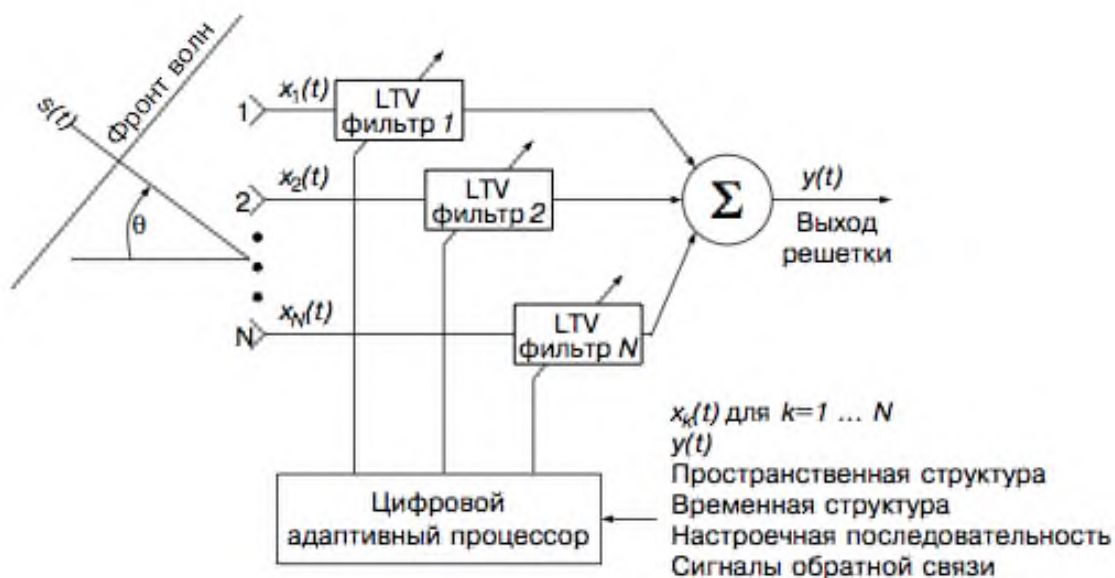 Фронт волн
s(t)
θ
1
x1(t)
LTV
фильтр 1
2
x2(t)
LTV
фильтр 2
N
xN(t)
LTV
фильтр N
Σ
y(t)
Выход
решетки
Цифровой
адаптивный процессор
xk(t) для k=1 ... N
y(t)
Пространственная структура
Временная структура
Настроечная последовательность
Сигналы обратной связи